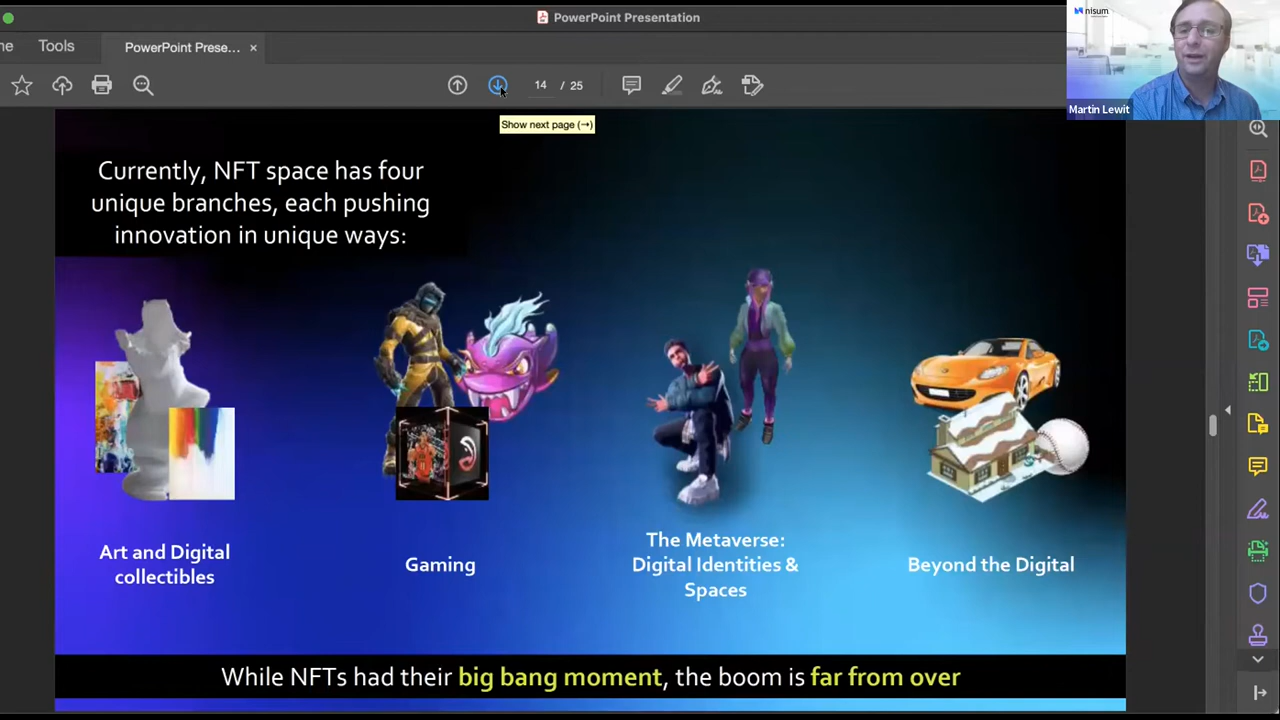 PowerPoint Presentation
nisum
ne
Tools
PowerPoint Prese...
14 / 25
Martin Lewit
Show next page (→)
Currently, NFT space has four
unique branches, each pushing
innovation in unique ways:
Art and Digital
collectibles
Gaming
The Metaverse:
Digital Identities &
Spaces
Beyond the Digital
While NFTs had their big bang moment, the boom is far from over